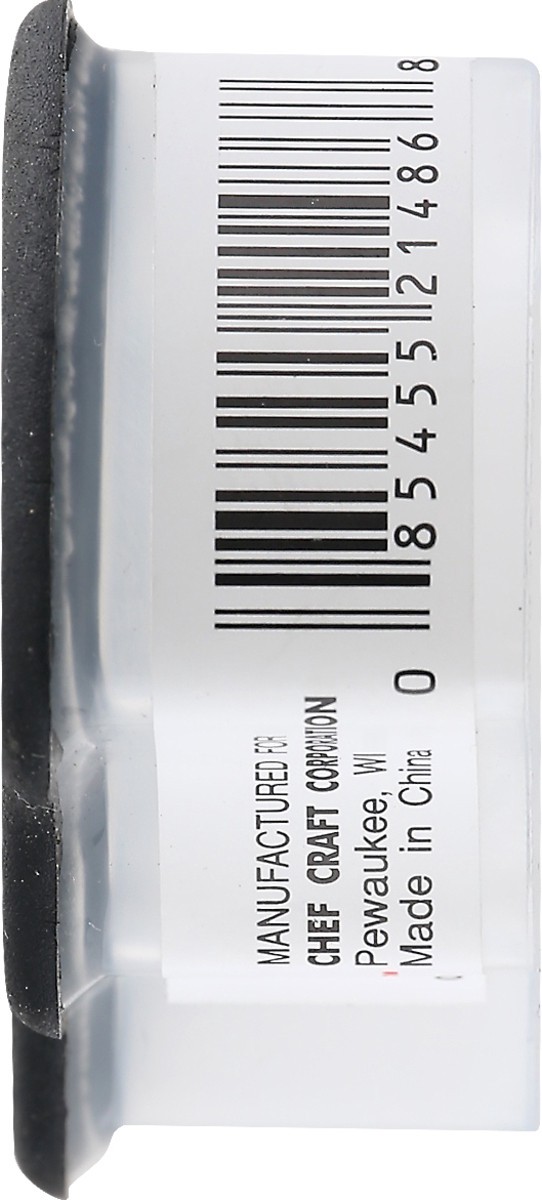 MANUFACTURED FOR
CHEF CRAFT CORPORATION
Pewaukee, WI
Made in China
0 85455 21486 8